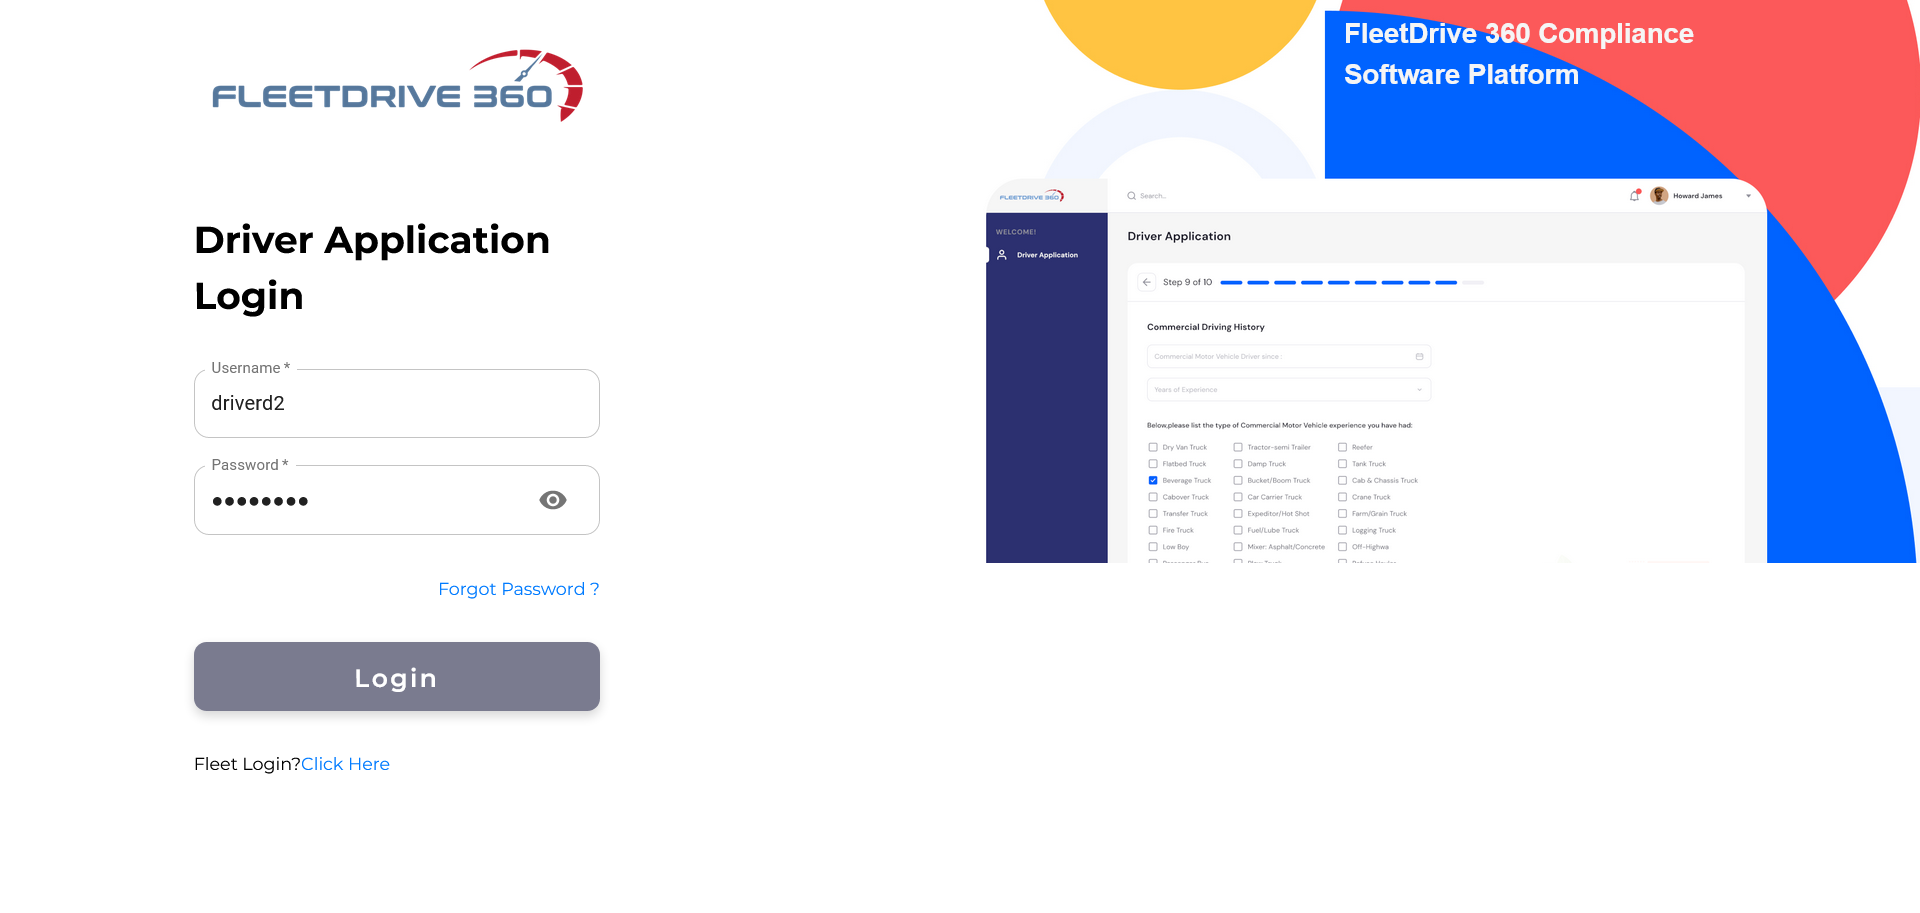 FLEETDRIVE 360
Driver Application
Login
Username *
driverd2
Password *
••••••••
Forgot Password ?
Login
Fleet Login?Click Here
FleetDrive 360 Compliance
Software Platform
FLEETDRIVE 360
Search...
Howard James
WELCOME!
Driver Application
Driver Application
Step 9 of 10
Commercial Driving History
Commercial Motor Vehicle Driver since :
Years of Experience
Below,please list the type of Commercial Motor Vehicle experience you have had:
Dry Van Truck Tractor-semi Trailer Reefer
Flatbed Truck Damp Truck Tank Truck
Beverage Truck Bucket/Boom Truck Cab & Chassis Truck
Cabover Truck Car Carrier Truck Crane Truck
Transfer Truck Expeditor/Hot Shot Farm/Grain Truck
Fire Truck Fuel/Lube Truck Logging Truck
Low Boy Mixer: Asphalt/Concrete Off-Highwa